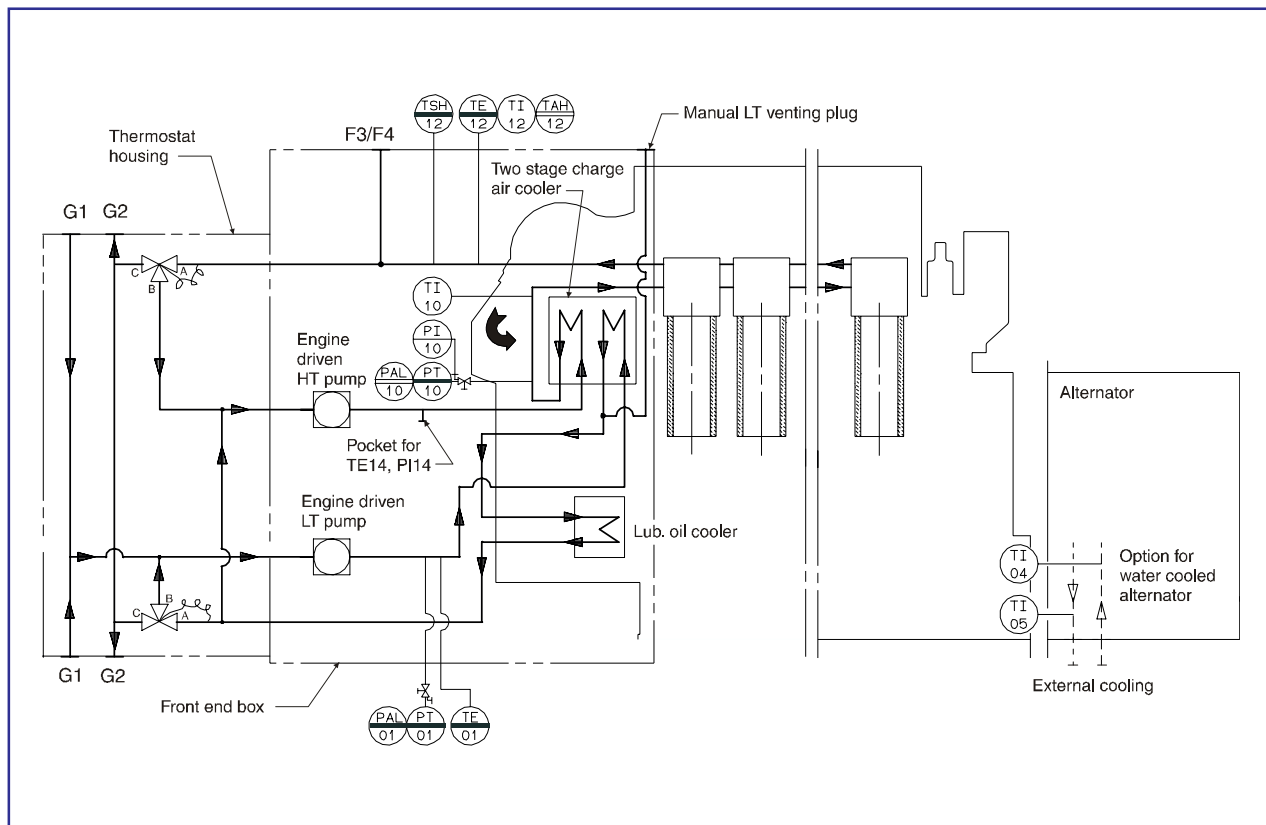 TSH
12
TE
12
TI
12
TAH
12
F3/F4
Manual LT venting plug
Thermostat
housing
Two stage charge
air cooler
G1
G2
C
A
B
TI
10
PI
10
PAL
10
PT
10
Engine
driven
HT pump
Alternator
Pocket for
TE14, PI14
Engine driven
LT pump
Lub. oil cooler
TI
04
TI
05
Option for
water cooled
alternator
B
C
A
G1
G2
External cooling
Front end box
PAL
01
PT
01
TE
01